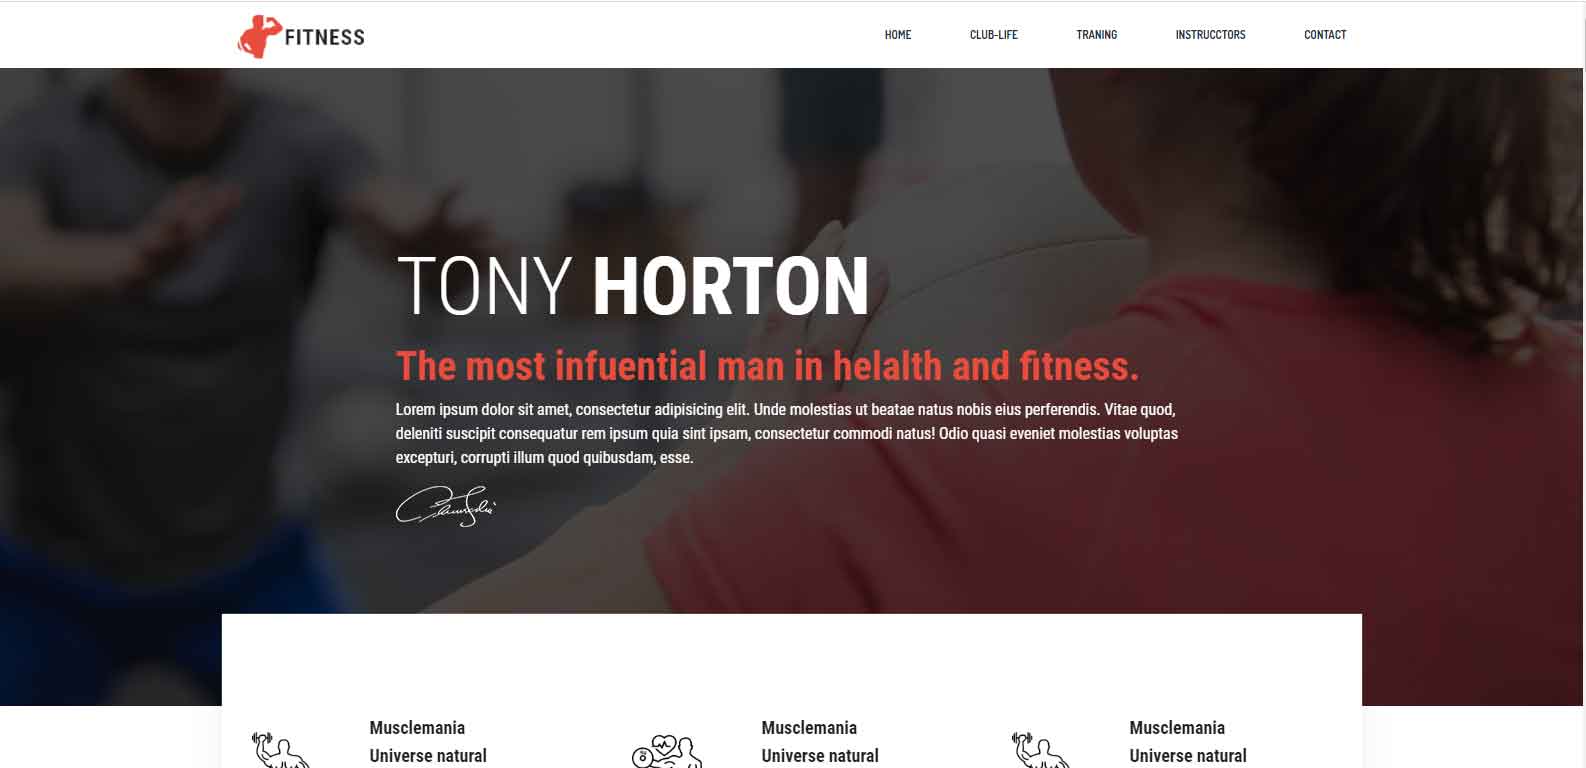 FITNESS
HOME CLUB-LIFE TRANING INSTRUCCTORS CONTACT
TONY HORTON
The most infuential man in helalth and fitness.
Lorem ipsum dolor sit amet, consectetur adipisicing elit. Unde molestias ut beatae natus nobis eius perferendis. Vitae quod,
deleniti suscipit consequatur rem ipsum quia sint ipsam, consectetur commodi natus! Odio quasi eveniet molestias voluptas
excepturi, corrupti illum quod quibusdam, esse.
Musclemania
Universe natural
Musclemania
Universe natural
Musclemania
Universe natural